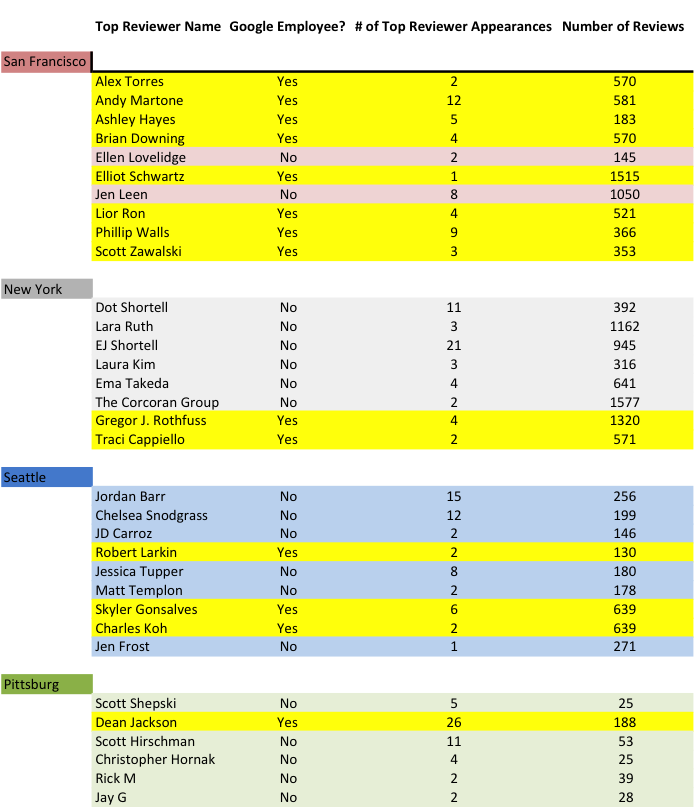 Top Reviewer Name Google Employee? # of Top Reviewer Appearances Number of Reviews
San Francisco
Alex Torres Yes 2 570
Andy Martone Yes 12 581
Ashley Hayes Yes 5 183
Brian Downing Yes 4 570
Ellen Lovelidge No 2 145
Elliot Schwartz Yes 1 1515
Jen Leen No 8 1050
Lior Ron Yes 4 521
Phillip Walls Yes 9 366
Scott Zawalski Yes 3 353
New York
Dot Shortell No 11 392
Lara Ruth No 3 1162
EJ Shortell No 21 945
Laura Kim No 3 316
Ema Takeda No 4 641
The Corcoran Group No 2 1577
Gregor J. Rothfuss Yes 4 1320
Traci Cappiello Yes 2 571
Seattle
Jordan Barr No 15 256
Chelsea Snodgrass No 12 199
JD Carroz No 2 146
Robert Larkin Yes 2 130
Jessica Tupper No 8 180
Matt Templon No 2 178
Skyler Gonsalves Yes 6 639
Charles Koh Yes 2 639
Jen Frost No 1 271
Pittsburg
Scott Shepski No 5 25
Dean Jackson Yes 26 188
Scott Hirschman No 11 53
Christopher Hornak No 4 25
Rick M No 2 39
Jay G No 2 28